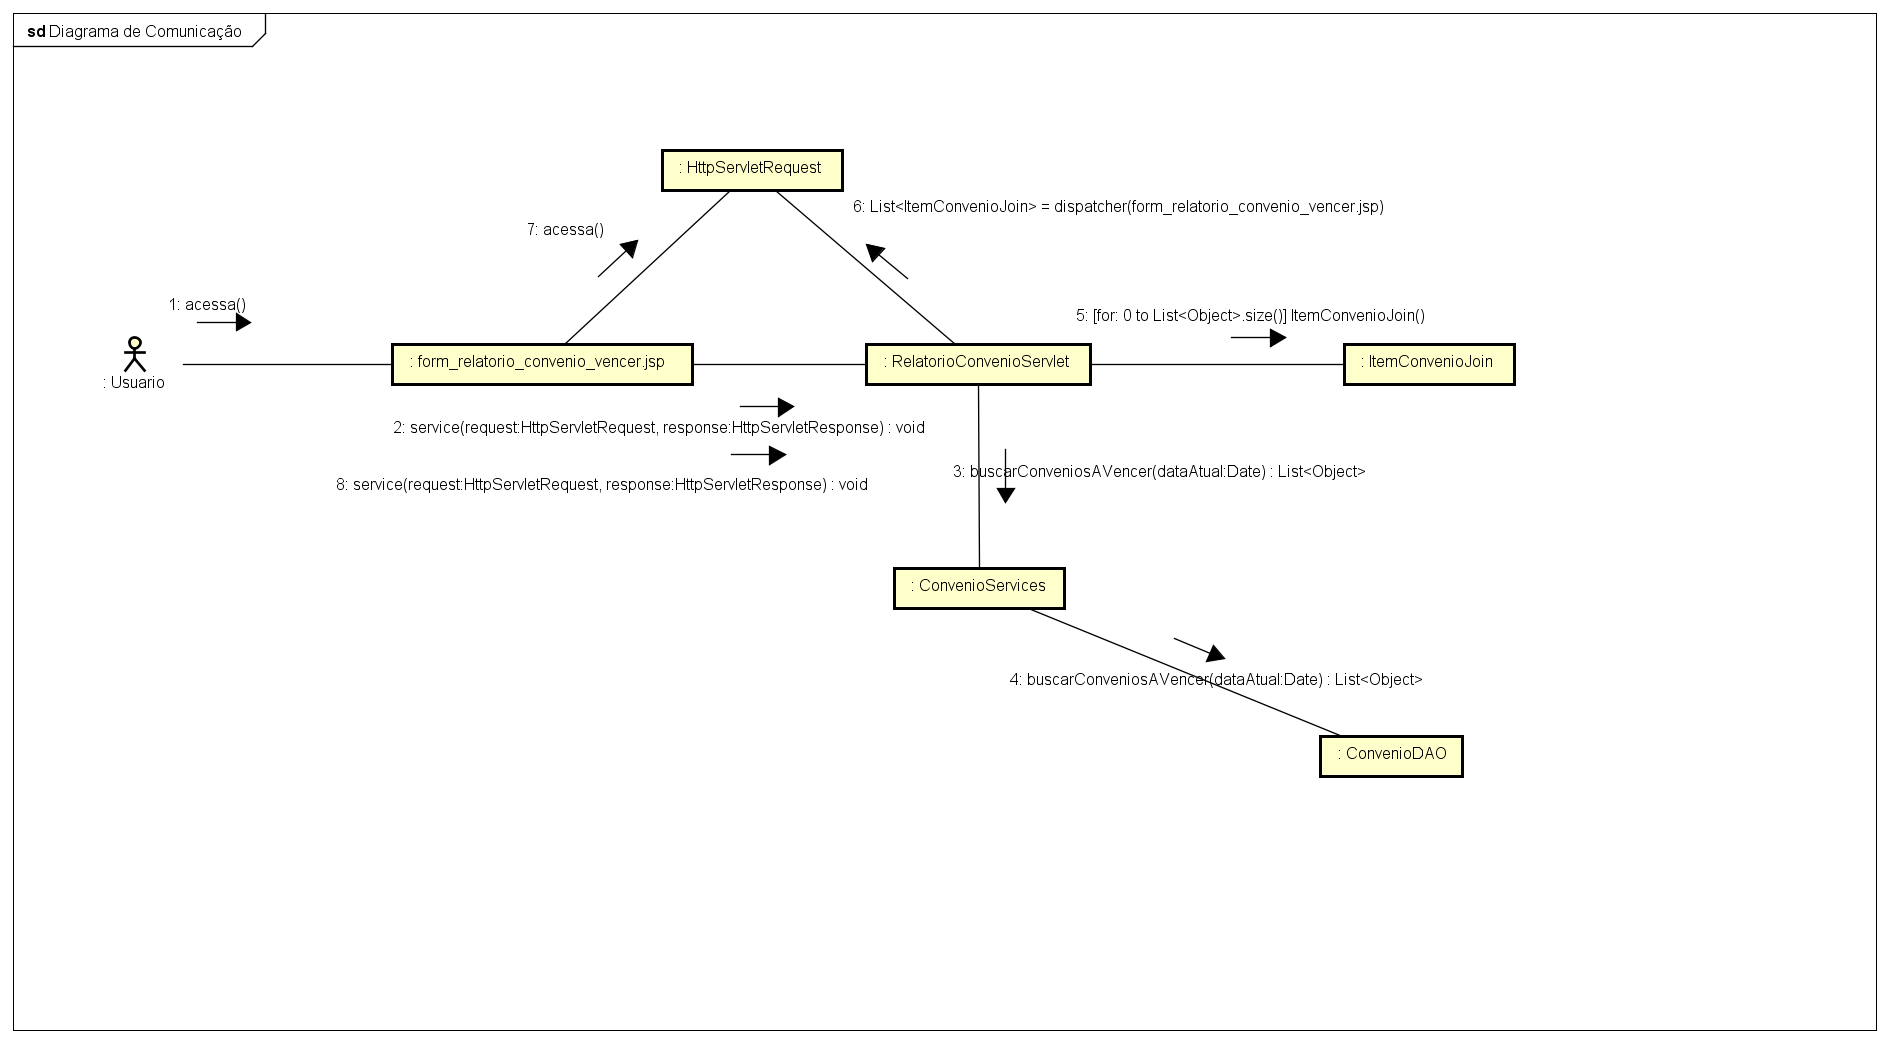 sd Diagrama de Comunicação
: HttpServletRequest
6: List<ItemConvenioJoin> = dispatcher(form_relatorio_convenio_vencer.jsp)
7: acessa()
1: acessa()
5: [for: 0 to List<Object>.size()] ItemConvenioJoin()
: Usuario
: form_relatorio_convenio_vencer.jsp
: RelatorioConvenioServlet
: ItemConvenioJoin
2: service(request:HttpServletRequest, response:HttpServletResponse) : void
3: buscarConveniosAVencer(dataAtual:Date) : List<Object>
8: service(request:HttpServletRequest, response:HttpServletResponse) : void
: ConvenioServices
4: buscarConveniosAVencer(dataAtual:Date) : List<Object>
: ConvenioDAO